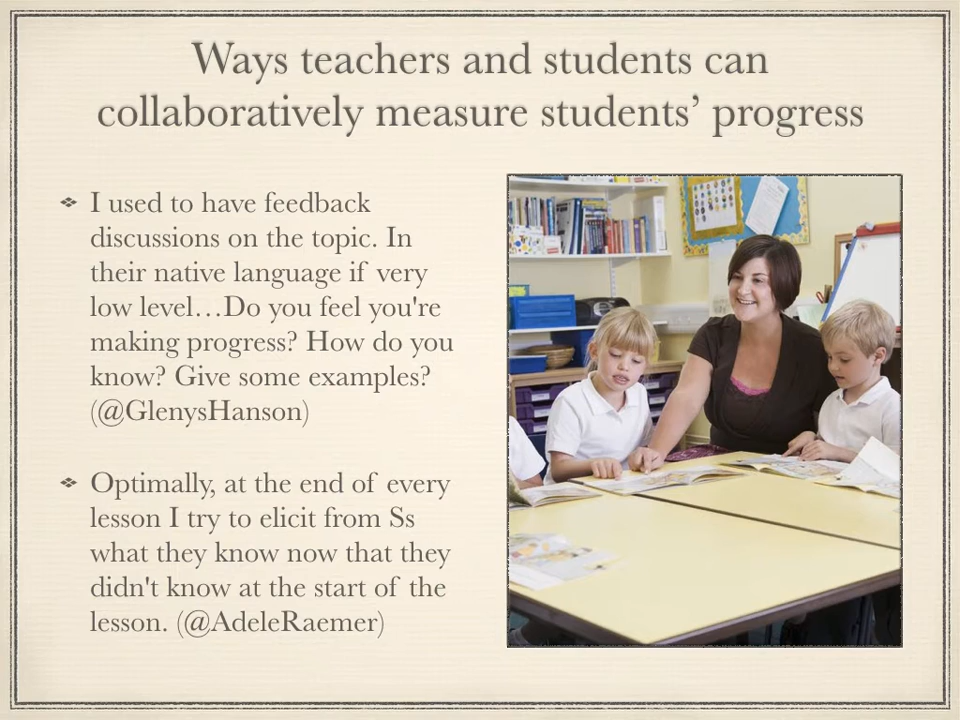 Ways teachers and students can
collaboratively measure students’ progress
I used to have feedback
discussions on the topic. In
their native language if very
low level…Do you feel you're
making progress? How do you
know? Give some examples?
(@GlenysHanson)
Optimally, at the end of every
lesson I try to elicit from Ss
what they know now that they
didn't know at the start of the
lesson. (@AdeleRaemer)